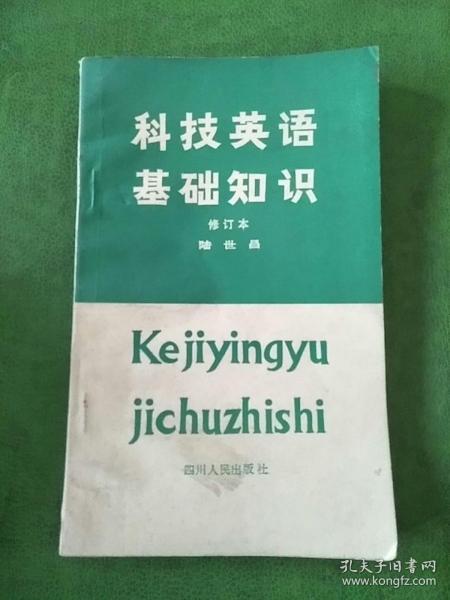 科技英语
基础知识
修订本
陆世昌
Kejiyingyu
jichuzhishi
四川人民出版社
孔夫子旧书网
www.kongfz.com